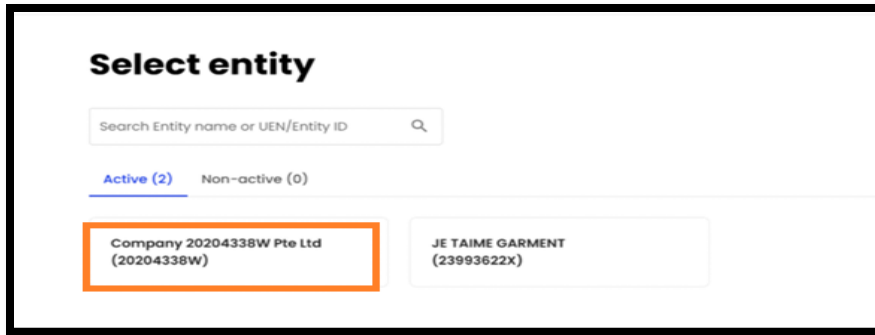 Select entity
Search Entity name or UEN/Entity ID
Active (2) Non-active (0)
Company 20204338W Pte Ltd
(20204338W)
JE TAIME GARMENT
(23993622X)